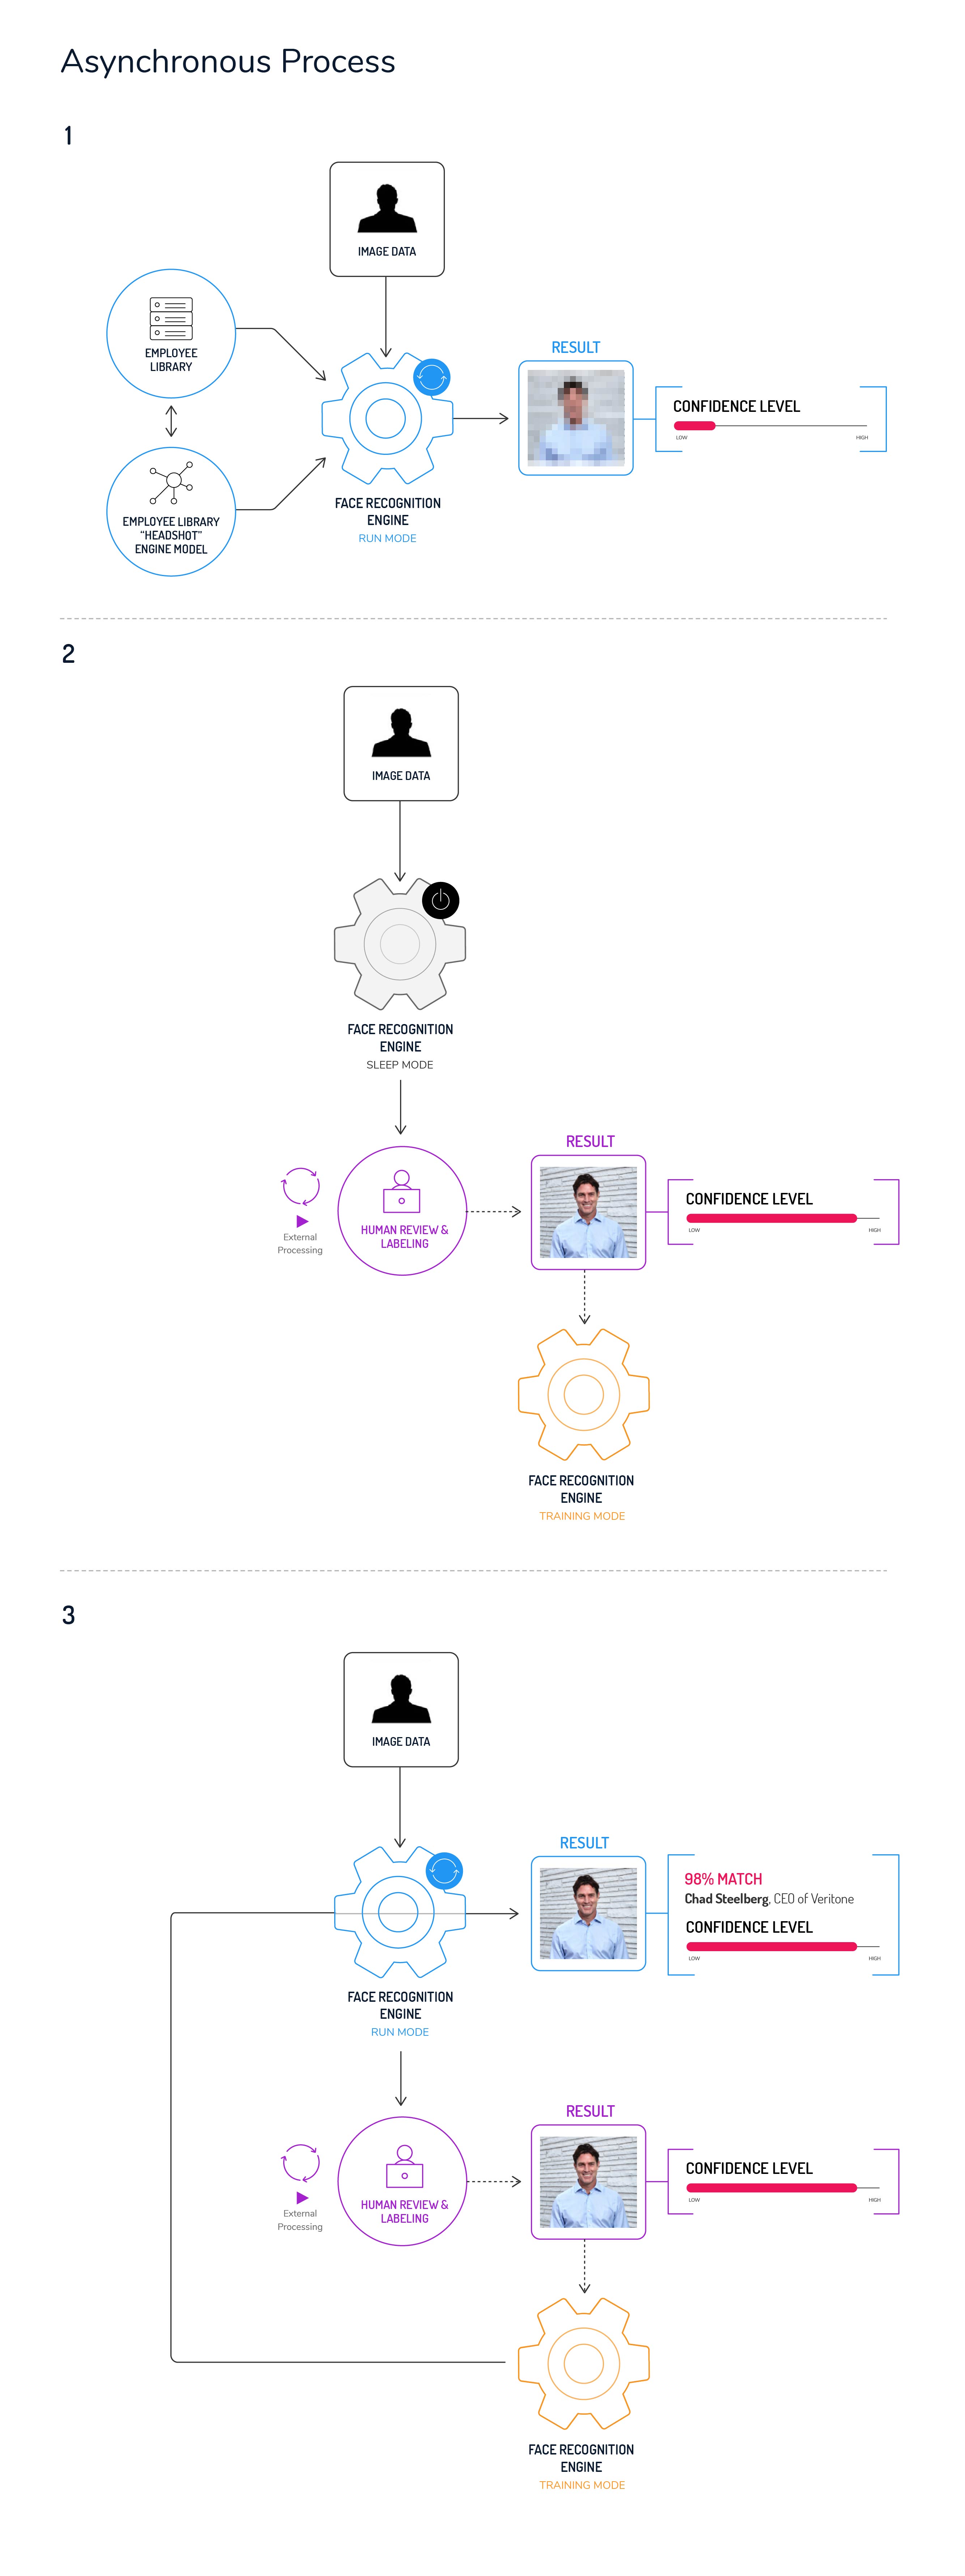 Asynchronous Process
1
IMAGE DATA
EMPLOYEE
LIBRARY
RESULT
CONFIDENCE LEVEL
LOW
HIGH
EMPLOYEE LIBRARY
“HEADSHOT”
ENGINE MODEL
FACE RECOGNITION
ENGINE
RUN MODE
2
IMAGE DATA
FACE RECOGNITION
ENGINE
SLEEP MODE
RESULT
External
Processing
HUMAN REVIEW &
LABELING
CONFIDENCE LEVEL
LOW
HIGH
FACE RECOGNITION
ENGINE
TRAINING MODE
3
IMAGE DATA
RESULT
98% MATCH
Chad Steelberg, CEO of Veritone
CONFIDENCE LEVEL
LOW
HIGH
FACE RECOGNITION
ENGINE
RUN MODE
RESULT
External
Processing
HUMAN REVIEW &
LABELING
CONFIDENCE LEVEL
LOW
HIGH
FACE RECOGNITION
ENGINE
TRAINING MODE